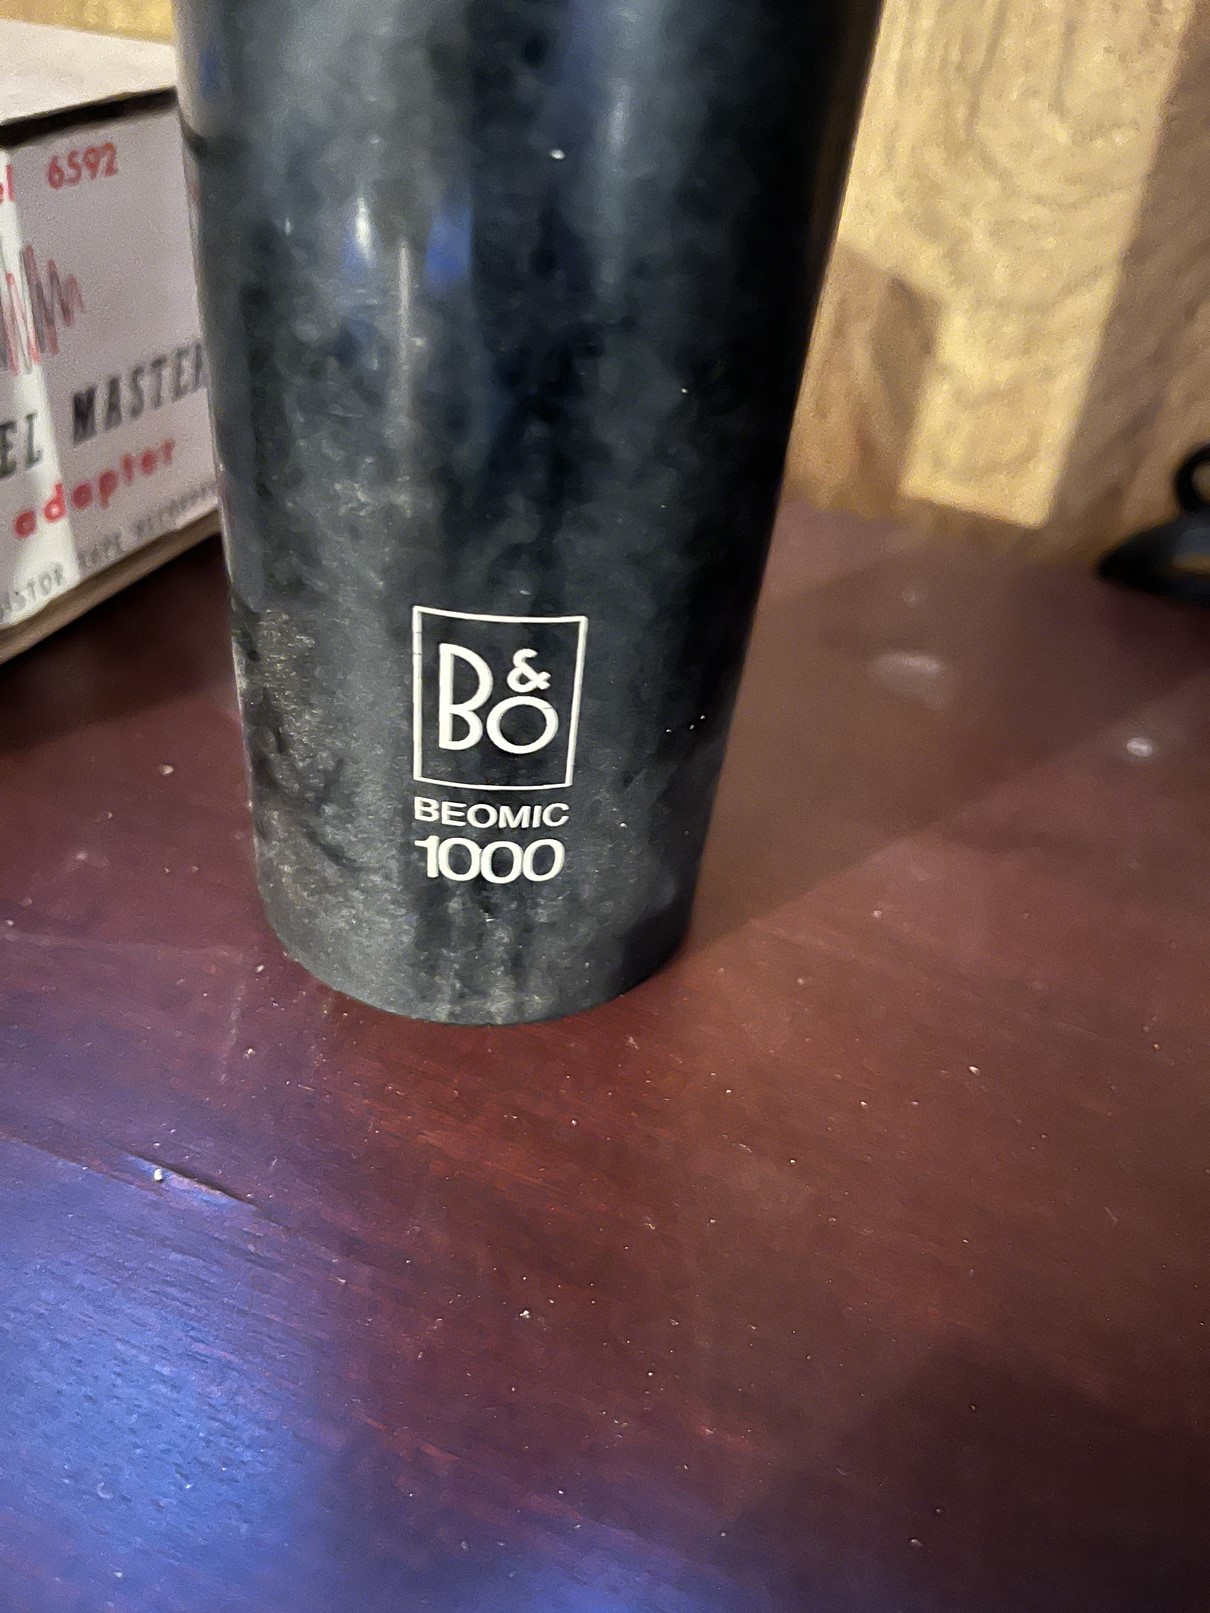 6592
MASTER
adapter
B&O
BEOMIC
1000